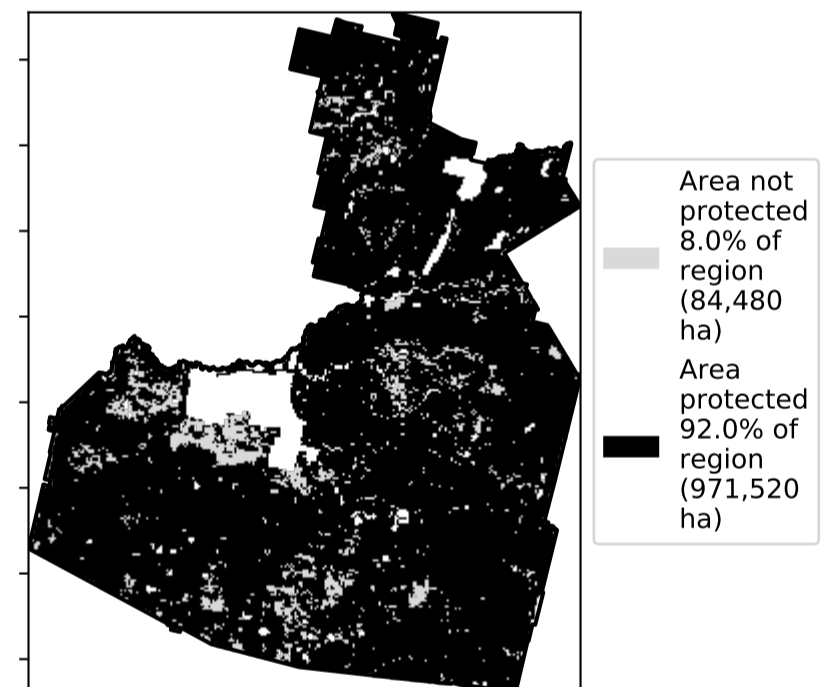 Area not
protected
8.0% of
region
(84,480
ha)
Area
protected
92.0% of
region
(971,520
ha)